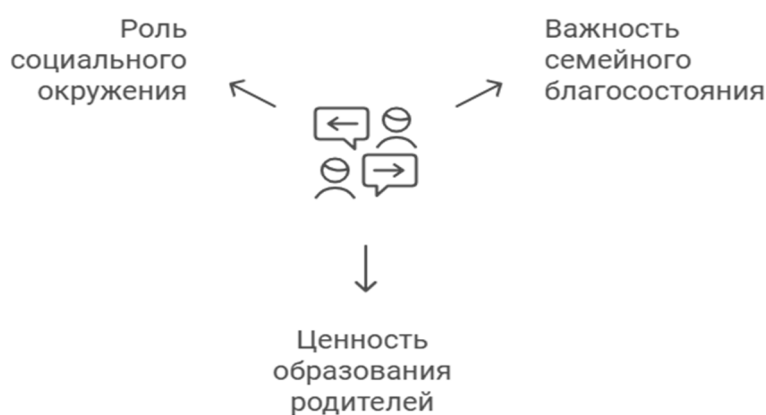 Роль
социального
окружения
Важность
семейного
благосостояния
Ценность
образования
родителей